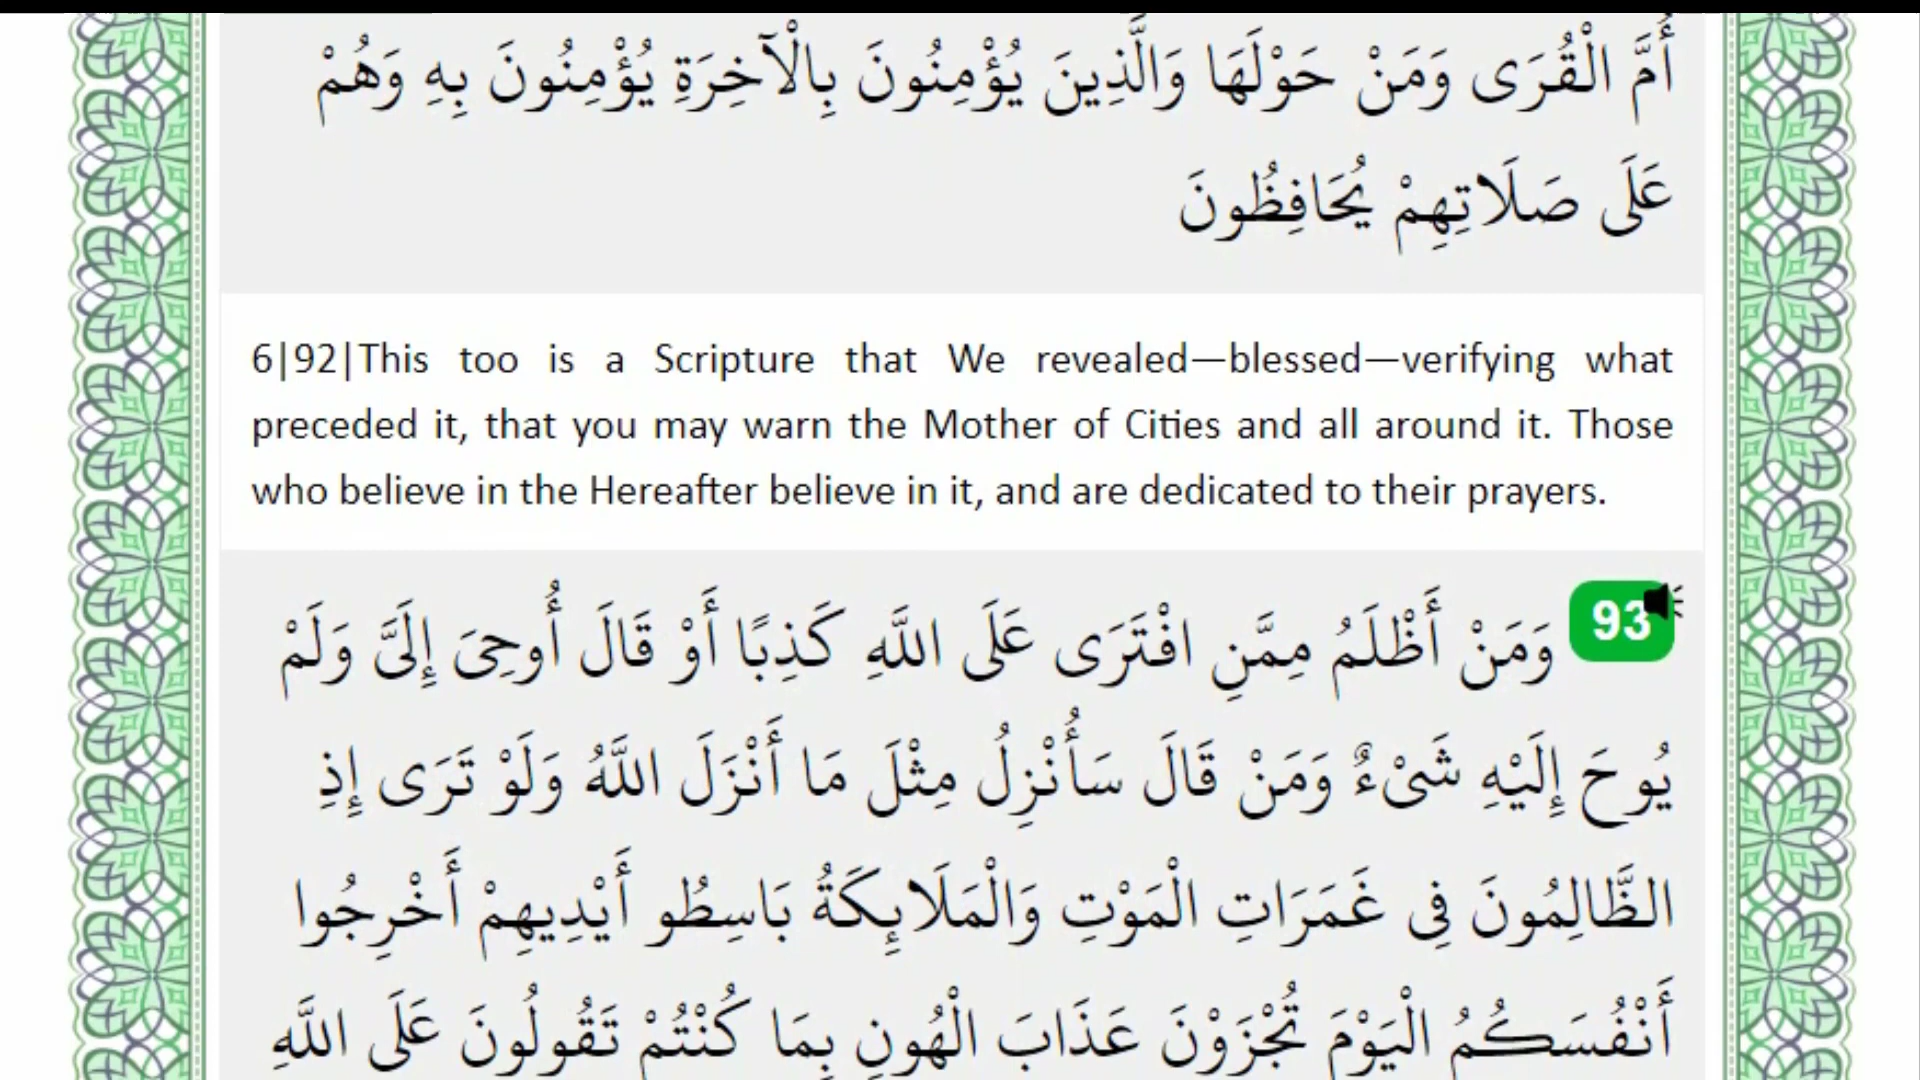 أُمَّ الْقُرَى وَمَنْ حَوْلَهَا وَالَّذِينَ يُؤْمِنُونَ بِالْآخِرَةِ يُؤْمِنُونَ بِهِ وَهُمْ
عَلَى صَلَاتِهِمْ يُحَافِظُونَ
6|92|This too is a Scripture that We revealed—blessed—verifying what
preceded it, that you may warn the Mother of Cities and all around it. Those
who believe in the Hereafter believe in it, and are dedicated to their prayers.
93 وَمَنْ أَظْلَمُ مِمَّنِ افْتَرَى عَلَى اللَّهِ كَذِبًا أَوْ قَالَ أُوحِىَ إِلَىَّ وَلَمْ
يُوحَ إِلَيْهِ شَىْءٌ وَمَنْ قَالَ سَأُنْزِلُ مِثْلَ مَا أَنْزَلَ اللَّهُ وَلَوْ تَرَى إِذِ
الظَّالِمُونَ فِى غَمَرَاتِ الْمَوْتِ وَالْمَلَائِكَةُ بَاسِطُو أَيْدِيهِمْ أَخْرِجُوا
أَنْفُسَكُمُ الْيَوْمَ تُجْزَوْنَ عَذَابَ الْهُونِ بِمَا كُنْتُمْ تَقُولُونَ عَلَى اللَّهِ